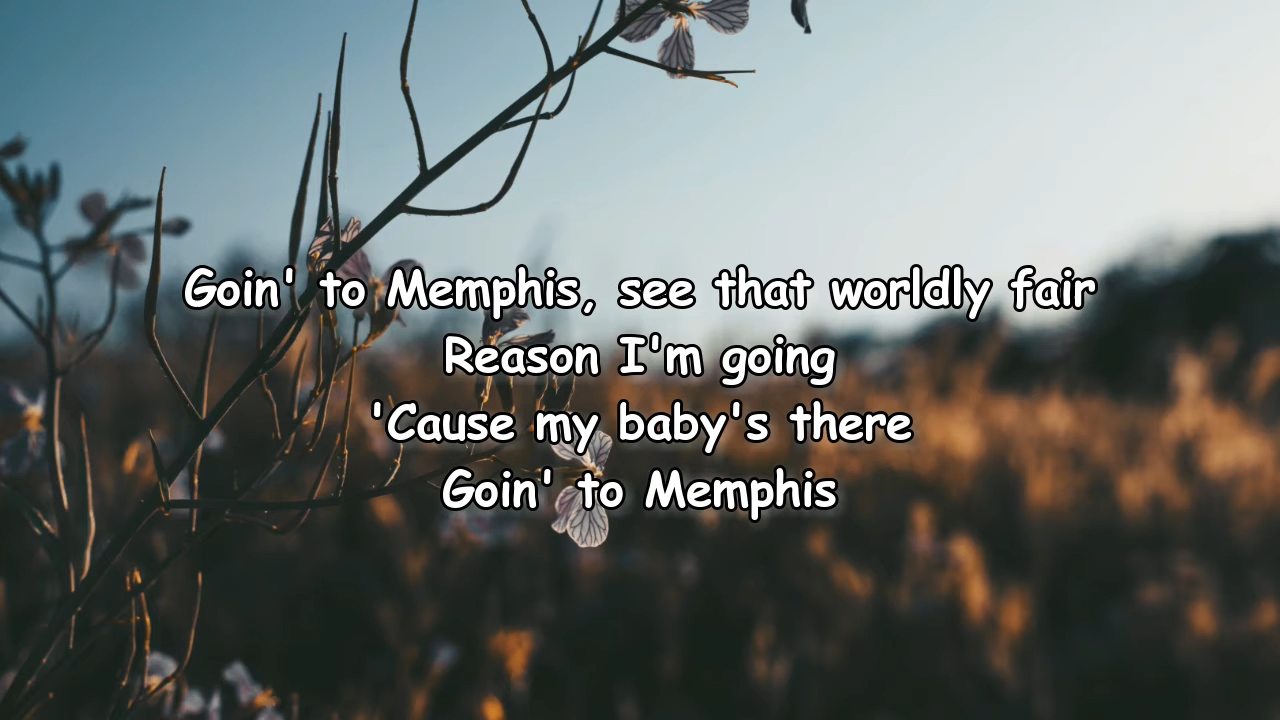 Goin' to Memphis, see that worldly fair
Reason I'm going
'Cause my baby's there
Goin' to Memphis